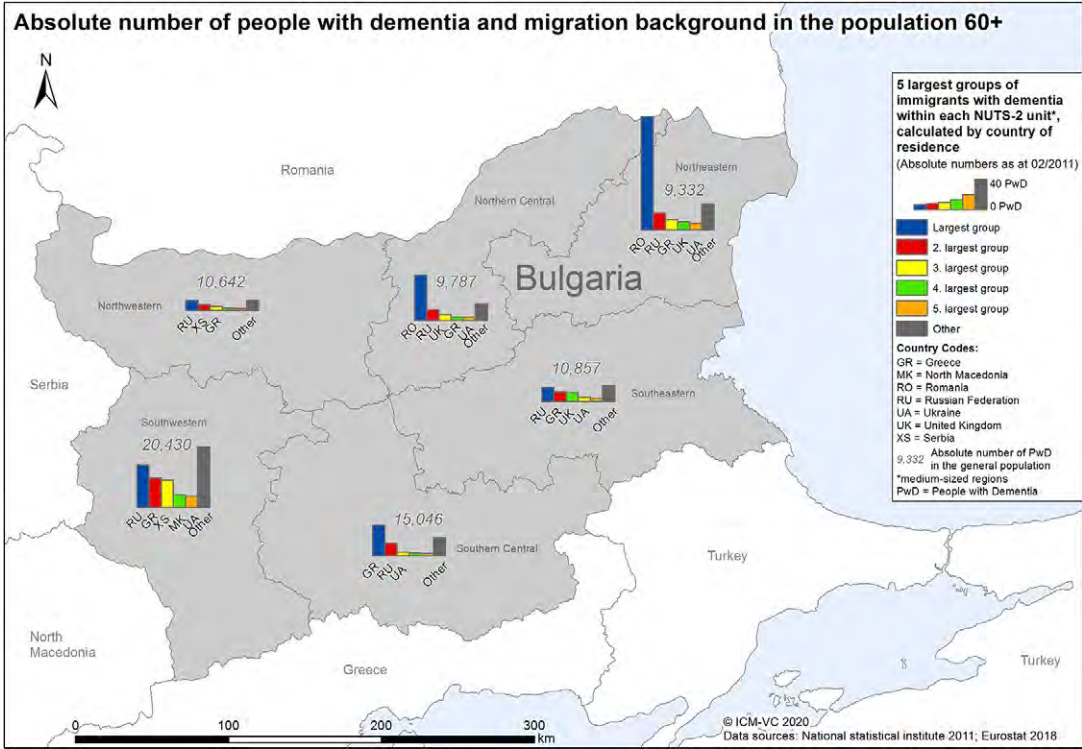 Absolute number of people with dementia and migration background in the population 60+
N
Romania
Northern Central
Northeastern
9,332
RO RU GR UK UA Other
Northwestern
10,642
RU XS GR Other
9,787
RO RU UK GR UA Other
Bulgaria
Serbia
Southwestern
20,430
RU GR XS MK UA Other
10,857
RU GR UK UA Other
Southeastern
15,046
GR RU UA Other
Southern Central
North
Macedonia
Greece
Turkey
Turkey
0 100 200 300
km
5 largest groups of
immigrants with dementia
within each NUTS-2 unit*,
calculated by country of
residence
(Absolute numbers as at 02/2011)
40 PwD
0 PwD
Largest group
2. largest group
3. largest group
4. largest group
5. largest group
Other
Country Codes:
GR = Greece
MK = North Macedonia
RO = Romania
RU = Russian Federation
UA = Ukraine
UK = United Kingdom
XS = Serbia
9,332 Absolute number of PwD
in the general population
*medium-sized regions
PwD = People with Dementia
© ICM-VC 2020
Data sources: National statistical institute 2011; Eurostat 2018